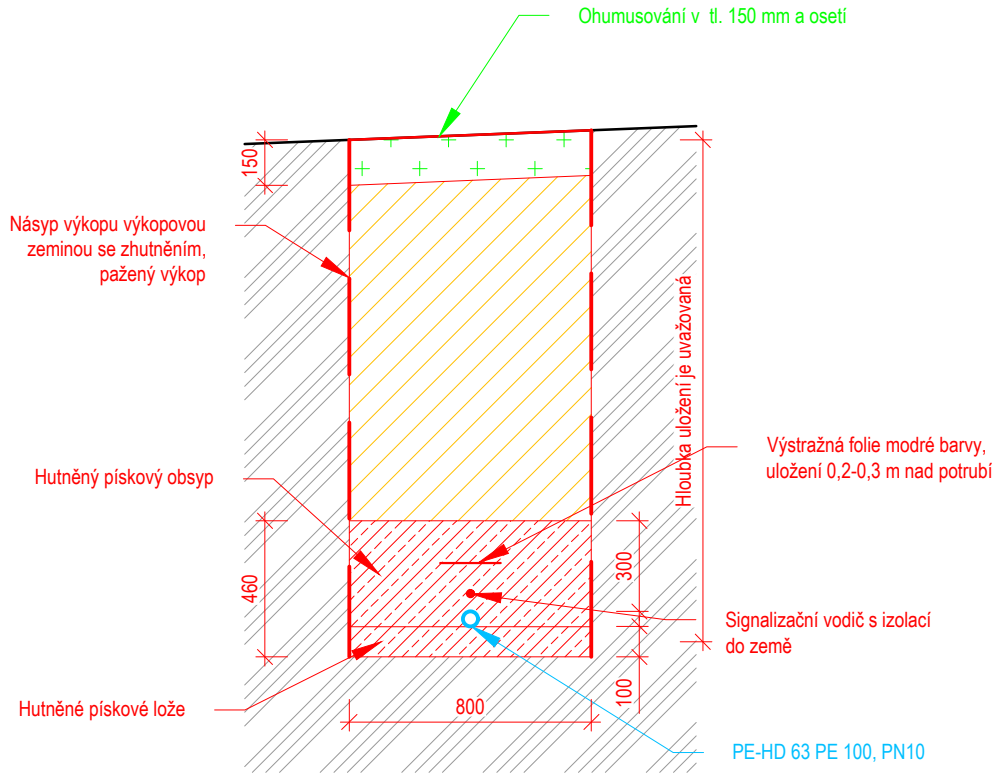 Ohumusování v tl. 150 mm a osetí
150
Násyp výkopu výkopovou
zeminou se zhutněním,
pažený výkop
Hloubka uložení je uvažovaná
Výstražná folie modré barvy,
uložení 0,2-0,3 m nad potrubí
Hutněný pískový obsyp
460
300
Signalizační vodič s izolací
do země
100
Hutněné pískové lože
800
PE-HD 63 PE 100, PN10